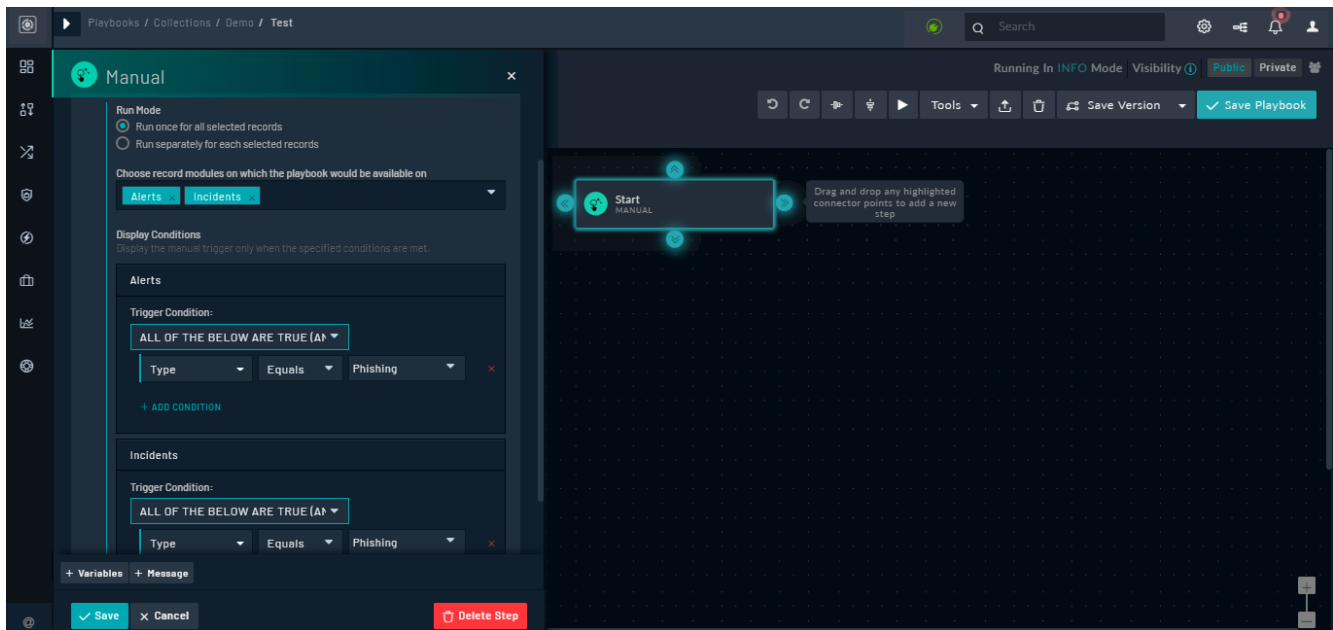 Playbooks / Collections / Demo / Test
Search
Manual
Running In INFO Mode Visibility
Public Private
Tools
Save Version
Save Playbook
Run Mode
Run once for all selected records
Run separately for each selected records
Choose record modules on which the playbook would be available on
Alerts × Incidents ×
Start
MANUAL
Drag and drop any highlighted
connector points to add a new
step
Display Conditions
Display the manual trigger only when the specified conditions are met.
Alerts
Trigger Condition:
ALL OF THE BELOW ARE TRUE (AN
Type Equals Phishing ×
+ ADD CONDITION
Incidents
Trigger Condition:
ALL OF THE BELOW ARE TRUE (AN
Type Equals Phishing ×
+ Variables + Message
Save × Cancel Delete Step
@